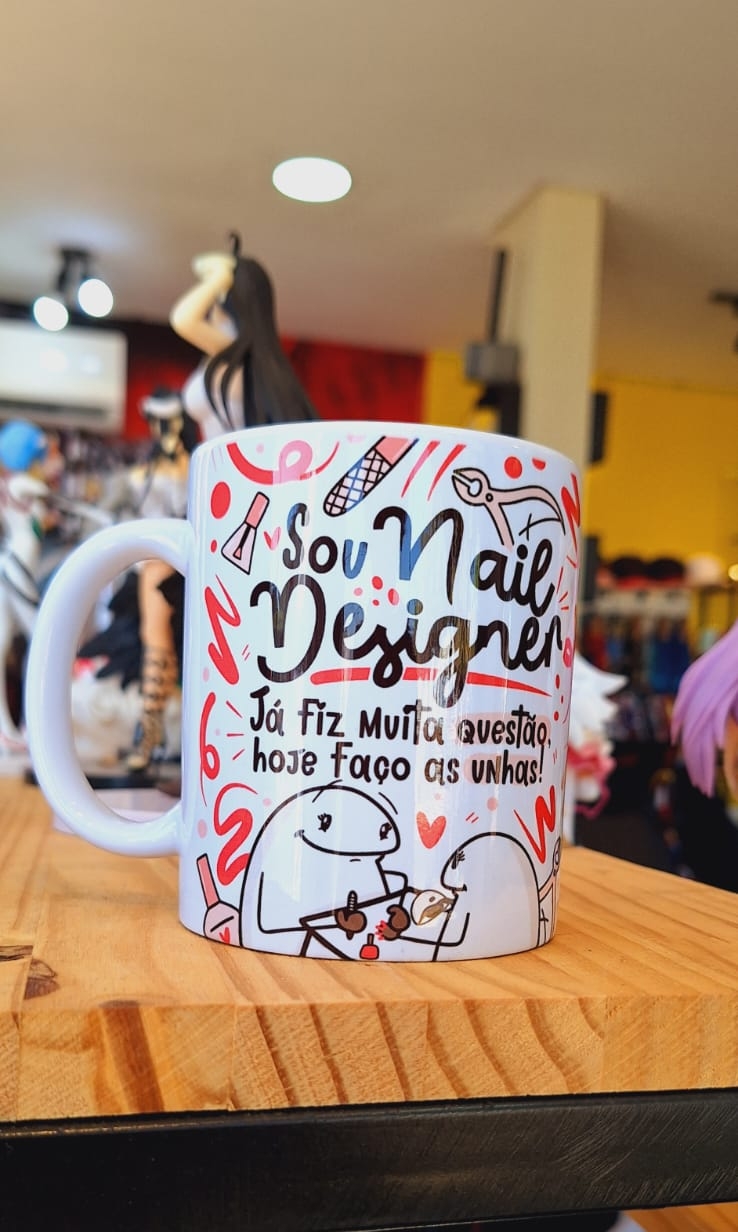 Sou Nail
Designer
Já fiz muita questão,
hoje faço as unhas!